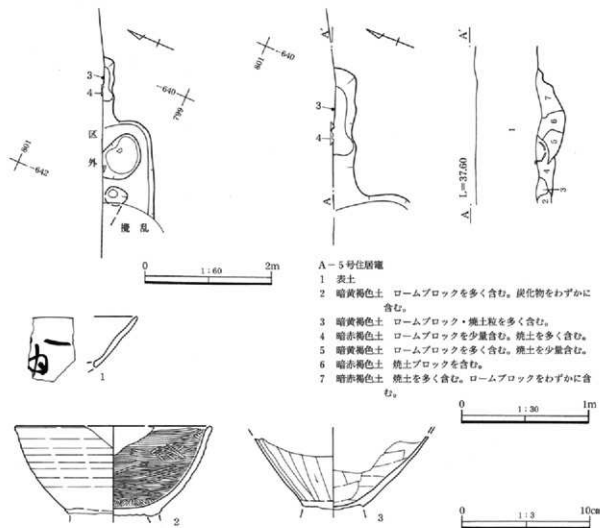 3
4
区
外
攪 乱
801
-642
801
-640
-640
799
0
1:60
2m
A'
3
4
A
A'
L=37.60
A
1
7
6
5
4
3
2
A-5号住居竈
1 表土
2 暗黄褐色土 ロームブロックを多く含む。炭化物をわずかに
含む。
3 暗黄褐色土 ロームブロック・焼土粒を多く含む。
4 暗赤褐色土 ロームブロックを少量含む。焼土を多く含む。
5 暗黄褐色土 ロームブロックを多く含む。焼土を少量含む。
6 暗赤褐色土 焼土ブロックを含む。
7 暗赤褐色土 焼土を多く含む。ロームブロックをわずかに含
む。
0
1:30
1m
1
2
3
0
1:3
10cm